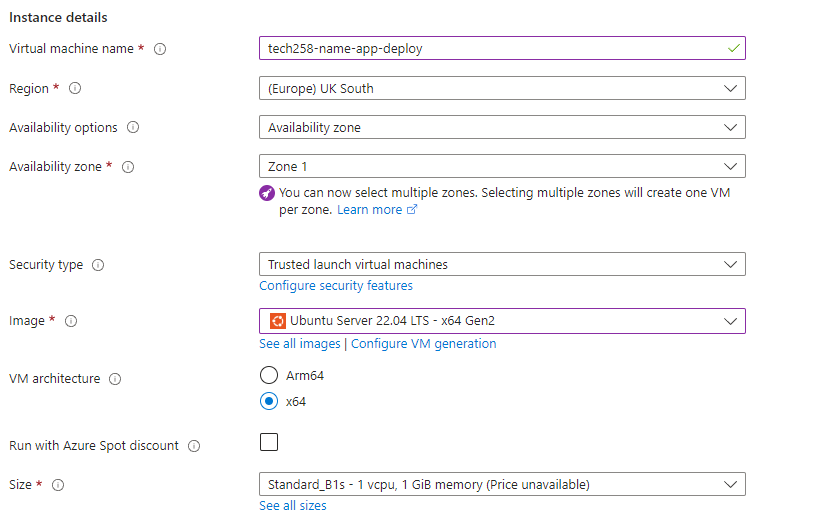 Instance details
Virtual machine name *
tech258-name-app-deploy
Region *
(Europe) UK South
Availability options
Availability zone
Availability zone *
Zone 1
You can now select multiple zones. Selecting multiple zones will create one VM
per zone. Learn more
Security type
Trusted launch virtual machines
Configure security features
Image *
Ubuntu Server 22.04 LTS - x64 Gen2
See all images | Configure VM generation
VM architecture
Arm64
x64
Run with Azure Spot discount
Size *
Standard_B1s - 1 vcpu, 1 GiB memory (Price unavailable)
See all sizes